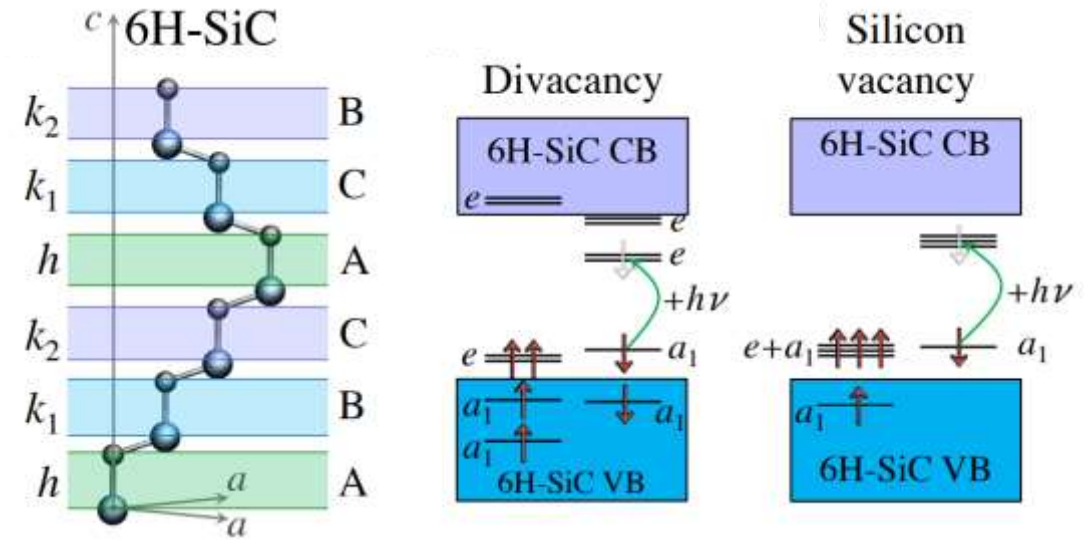 c 6H-SiC
k₂ B
k₁ C
h A
k₂ C
k₁ B
h A
a
a
Divacancy
6H-SiC CB
e
e
e
+hν
e
a₁
a₁
a₁
a₁
6H-SiC VB
Silicon
vacancy
6H-SiC CB
+hν
e+a₁
a₁
a₁
6H-SiC VB